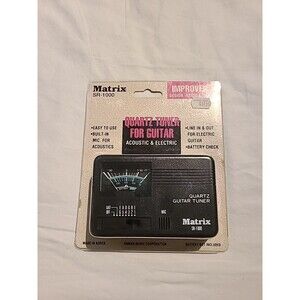 Matrix
SR-1000
IMPROVED
QUARTZ TUNER
FOR GUITAR
ACOUSTIC & ELECTRIC
•EASY TO USE
•BUILT-IN
MIC. FOR
ACOUSTICS
•LINE IN & OUT
FOR ELECTRIC
GUITAR
•BATTERY CHECK
QUARTZ
GUITAR TUNER
MIC
Matrix
SR-1000
MADE IN KOREA